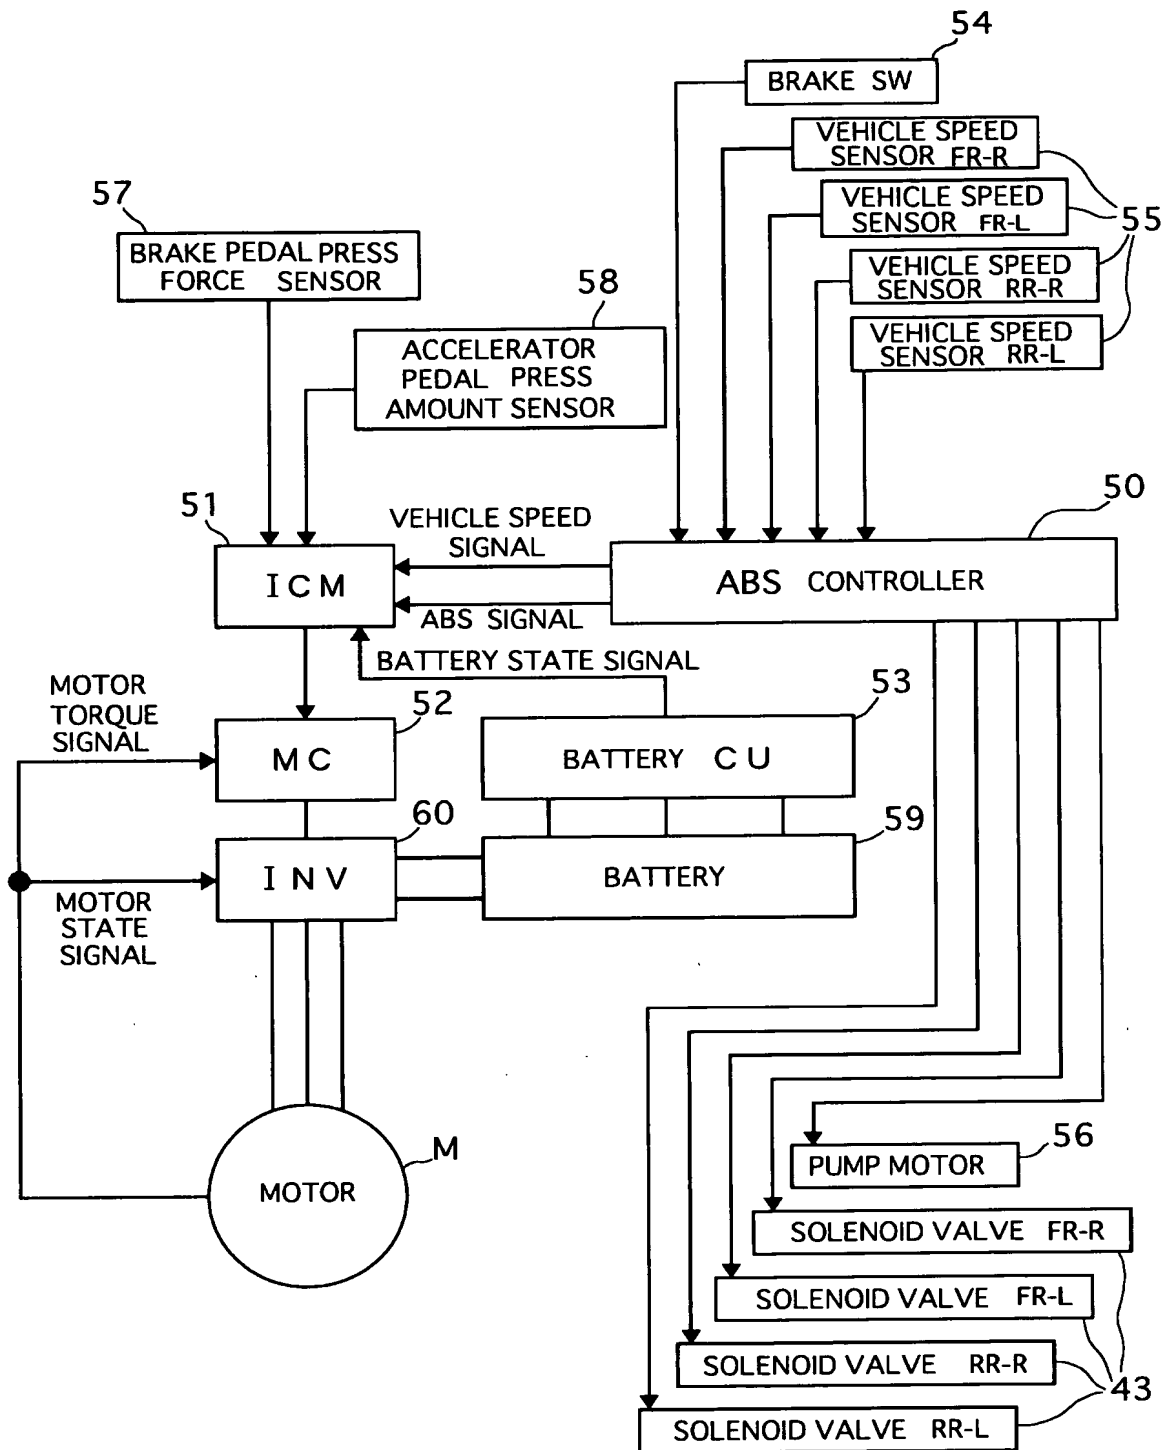 54
BRAKE SW
VEHICLE SPEED
SENSOR FR-R
VEHICLE SPEED
SENSOR FR-L
55
VEHICLE SPEED
SENSOR RR-R
VEHICLE SPEED
SENSOR RR-L
57
BRAKE PEDAL PRESS
FORCE SENSOR
58
ACCELERATOR
PEDAL PRESS
AMOUNT SENSOR
51
ICM
VEHICLE SPEED
SIGNAL
ABS SIGNAL
50
ABS CONTROLLER
BATTERY STATE SIGNAL
MOTOR
TORQUE
SIGNAL
52
MC
53
BATTERY CU
60
INV
59
BATTERY
MOTOR
STATE
SIGNAL
M
MOTOR
56
PUMP MOTOR
SOLENOID VALVE FR-R
SOLENOID VALVE FR-L
SOLENOID VALVE RR-R
43
SOLENOID VALVE RR-L